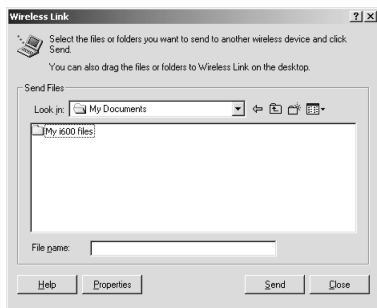 Wireless Link
Select the files or folders you want to send to another wireless device and click
Send.
You can also drag the files or folders to Wireless Link on the desktop.
Send Files
Look in: My Documents
My i600 files
File name:
Help Properties Send Close